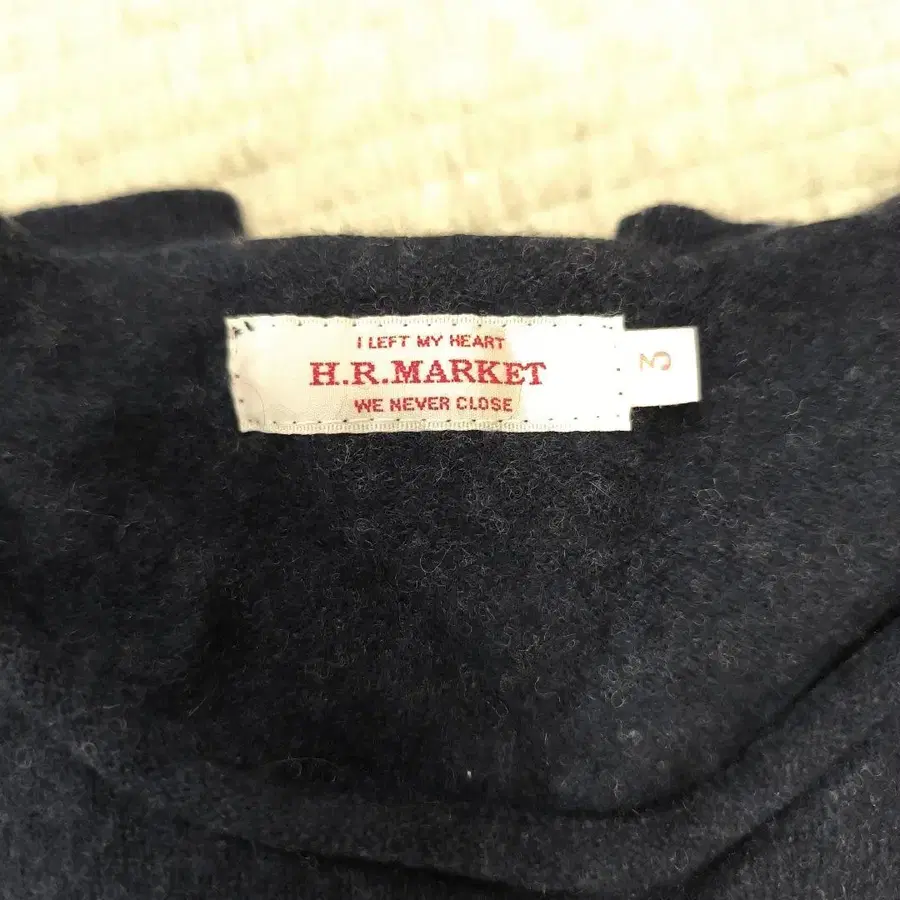 I LEFT MY HEART
H.R.MARKET
WE NEVER CLOSE
3